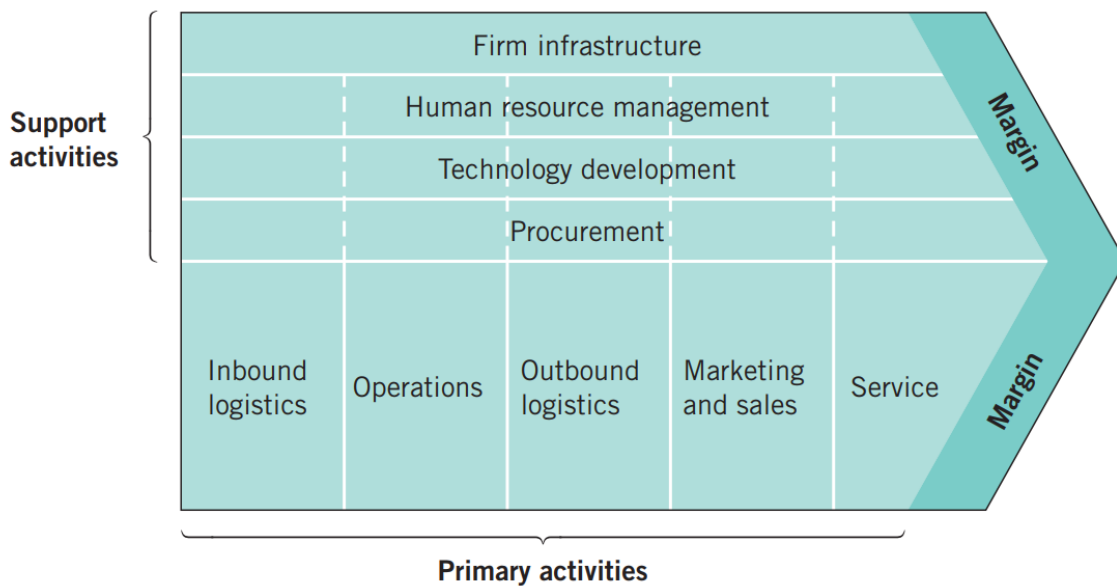 Firm infrastructure
Human resource management
Technology development
Procurement
Support
activities
Margin
Inbound
logistics
Operations
Outbound
logistics
Marketing
and sales
Service
Margin
Primary activities